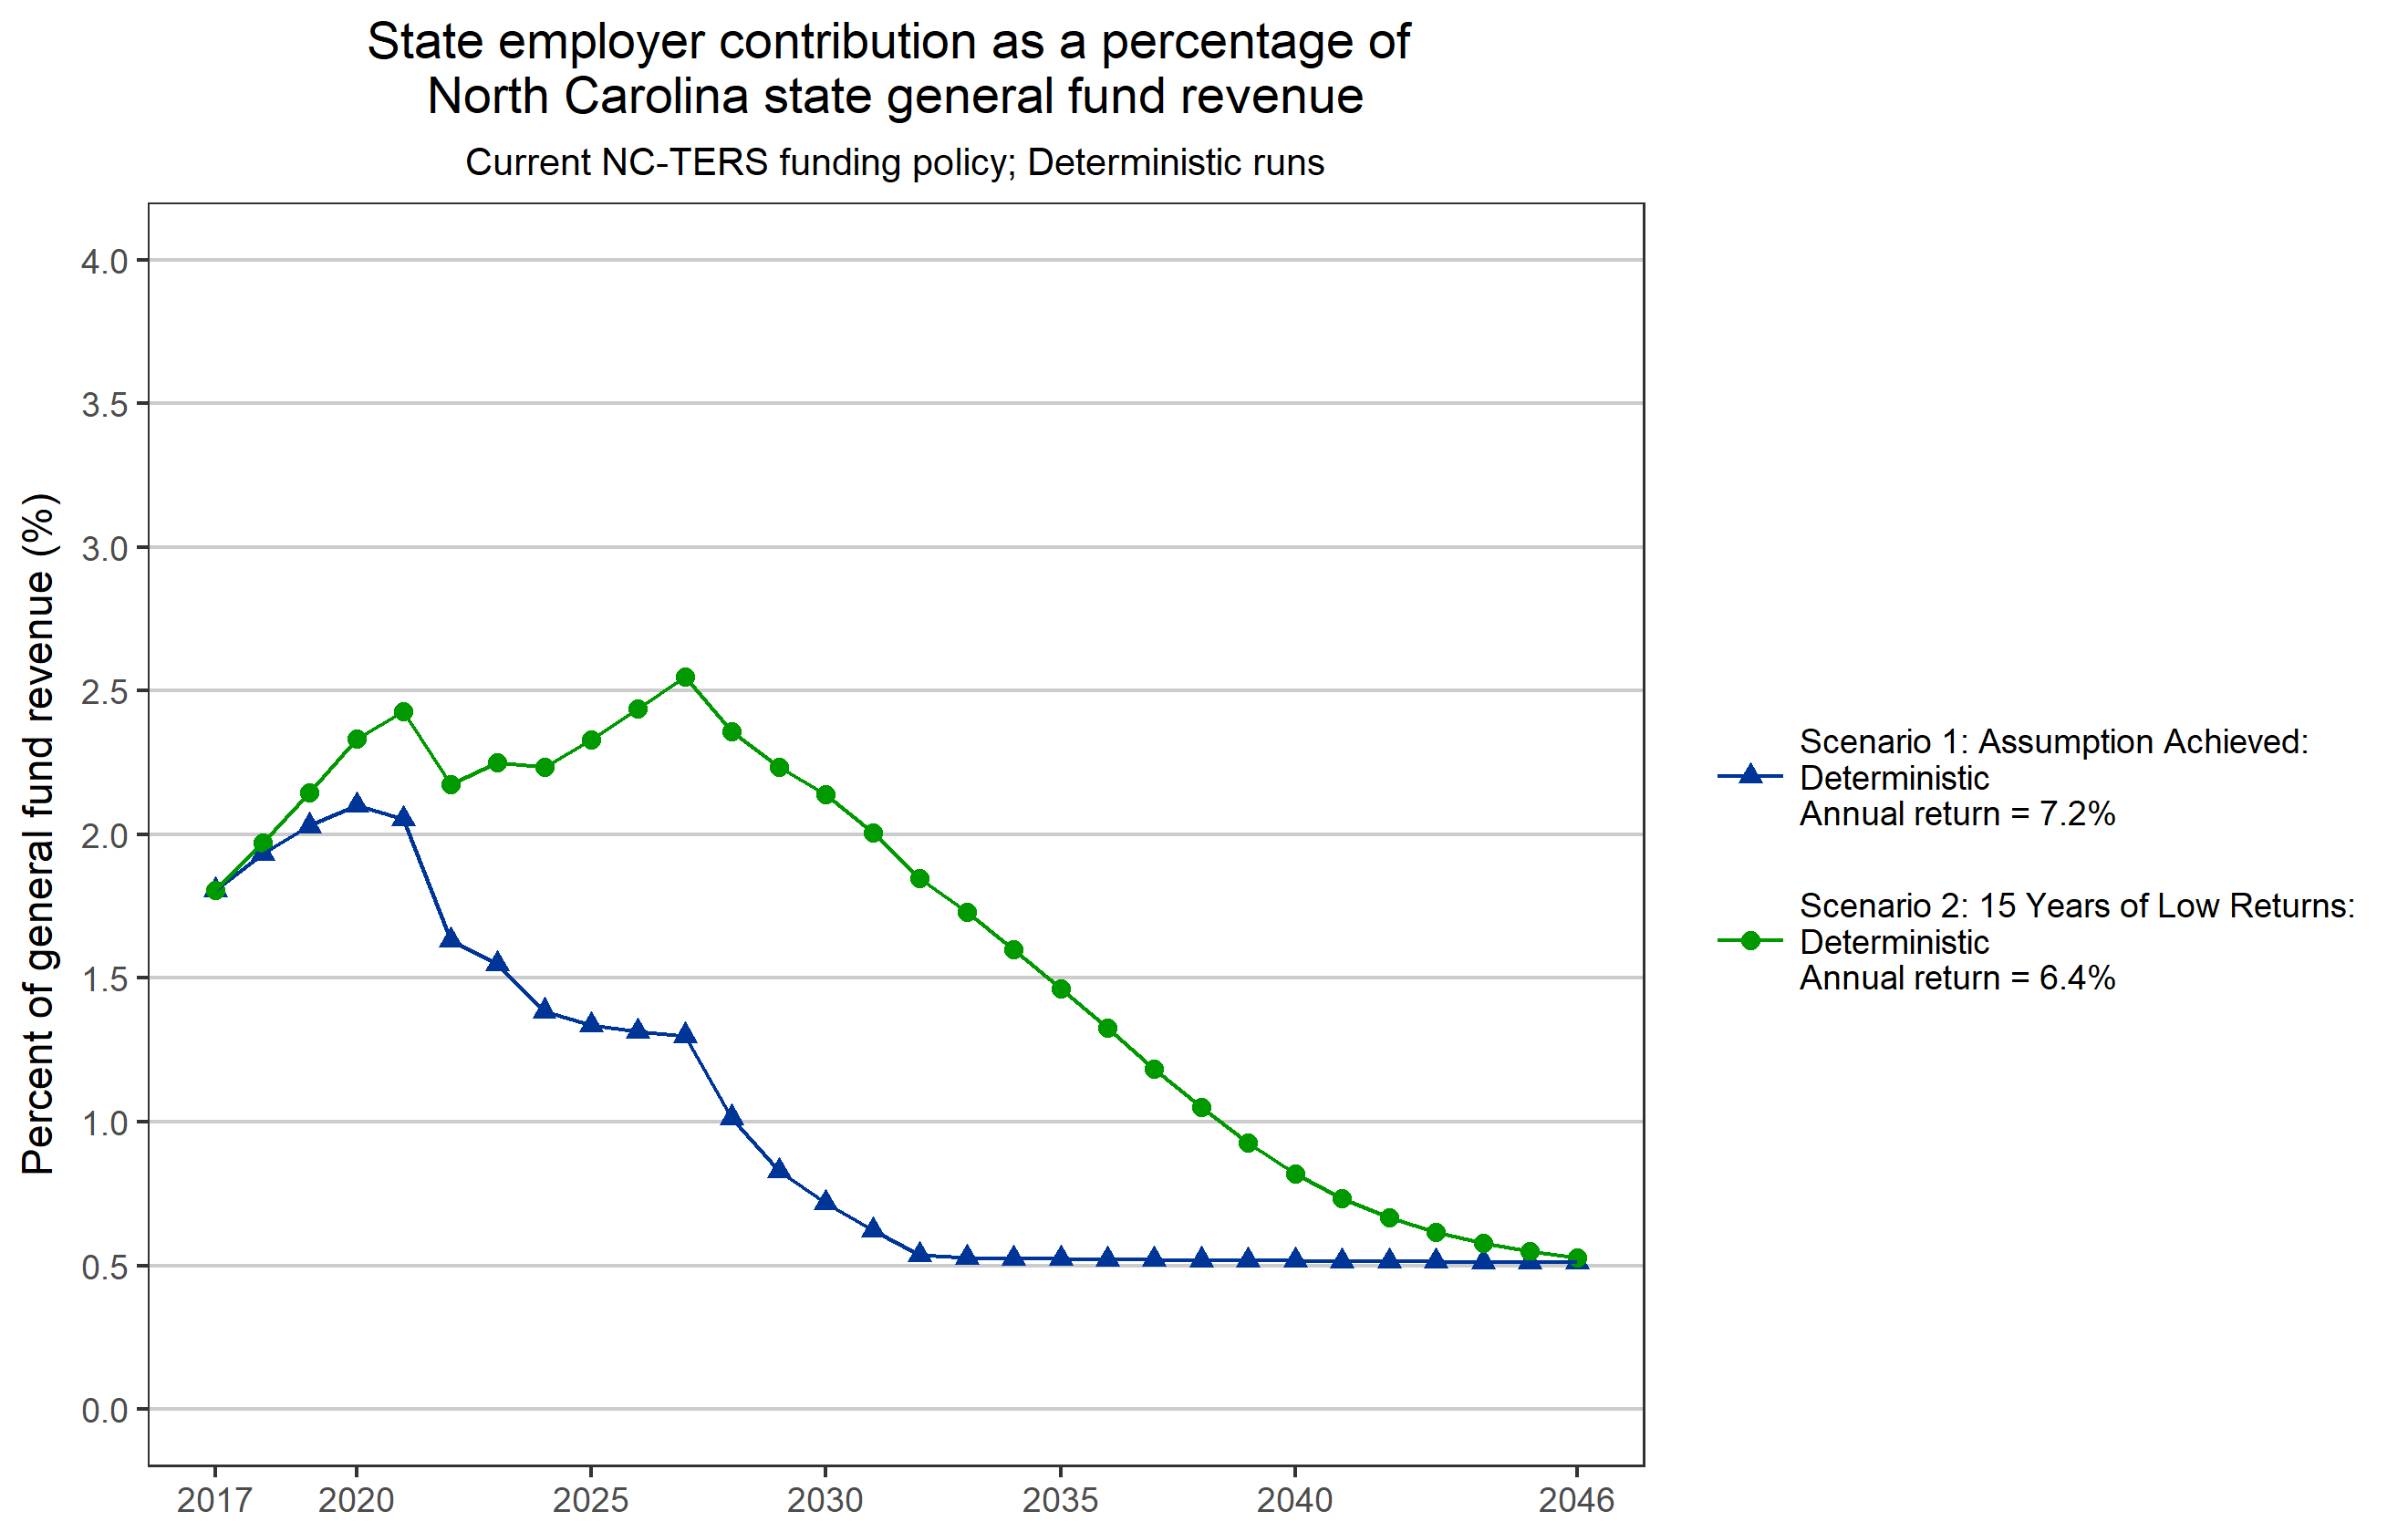 State employer contribution as a percentage of
North Carolina state general fund revenue
Current NC-TERS funding policy; Deterministic runs
Percent of general fund revenue (%)
4.0
3.5
3.0
2.5
2.0
1.5
1.0
0.5
0.0
2017 2020 2025 2030 2035 2040 2046
Scenario 1: Assumption Achieved:
Deterministic
Annual return = 7.2%
Scenario 2: 15 Years of Low Returns:
Deterministic
Annual return = 6.4%